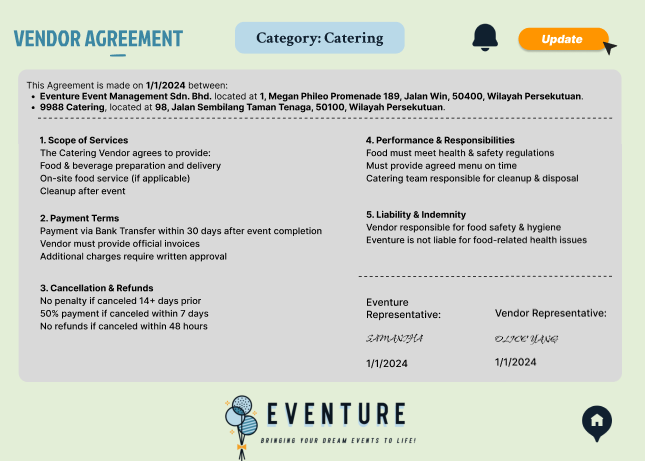 VENDOR AGREEMENT
Category: Catering
Update
This Agreement is made on 1/1/2024 between:
• Eventure Event Management Sdn. Bhd. located at 1, Megan Phileo Promenade 189, Jalan Win, 50400, Wilayah Persekutuan.
• 9988 Catering, located at 98, Jalan Sembilang Taman Tenaga, 50100, Wilayah Persekutuan.
1. Scope of Services
The Catering Vendor agrees to provide:
Food & beverage preparation and delivery
On-site food service (if applicable)
Cleanup after event
2. Payment Terms
Payment via Bank Transfer within 30 days after event completion
Vendor must provide official invoices
Additional charges require written approval
3. Cancellation & Refunds
No penalty if canceled 14+ days prior
50% payment if canceled within 7 days
No refunds if canceled within 48 hours
4. Performance & Responsibilities
Food must meet health & safety regulations
Must provide agreed menu on time
Catering team responsible for cleanup & disposal
5. Liability & Indemnity
Vendor responsible for food safety & hygiene
Eventure is not liable for food-related health issues
Eventure
Representative:
SAMANTHA
1/1/2024
Vendor Representative:
OLICE YANG
1/1/2024
EVENTURE
BRINGING YOUR DREAM EVENTS TO LIFE!